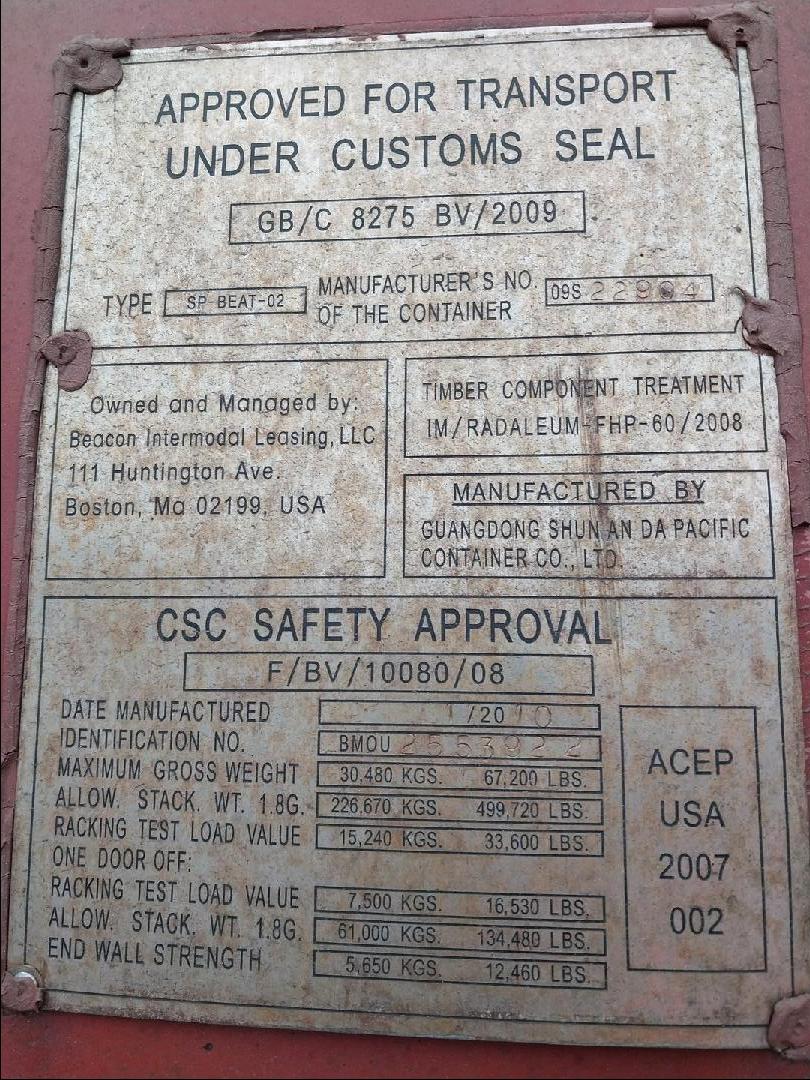 APPROVED FOR TRANSPORT
UNDER CUSTOMS SEAL
GB/C 8275 BV/2009
TYPE SP BEAT-02 MANUFACTURER'S NO. OF THE CONTAINER 09S 22904
Owned and Managed by:
Beacon Intermodal Leasing, LLC
111 Huntington Ave.
Boston, Ma 02199, USA
TIMBER COMPONENT TREATMENT
IM/RADALEUM-FHP-60/2008
MANUFACTURED BY
GUANGDONG SHUN AN DA PACIFIC
CONTAINER CO., LTD.
CSC SAFETY APPROVAL
F/BV/10080/08
DATE MANUFACTURED 1/2010
IDENTIFICATION NO. BMOU 2553922
MAXIMUM GROSS WEIGHT 30,480 KGS. 67,200 LBS.
ALLOW. STACK. WT. 1.8G. 226,670 KGS. 499,720 LBS.
RACKING TEST LOAD VALUE 15,240 KGS. 33,600 LBS.
ONE DOOR OFF:
RACKING TEST LOAD VALUE 7,500 KGS. 16,530 LBS.
ALLOW. STACK. WT. 1.8G. 61,000 KGS. 134,480 LBS.
END WALL STRENGTH 5,650 KGS. 12,460 LBS.
ACEP
USA
2007
002